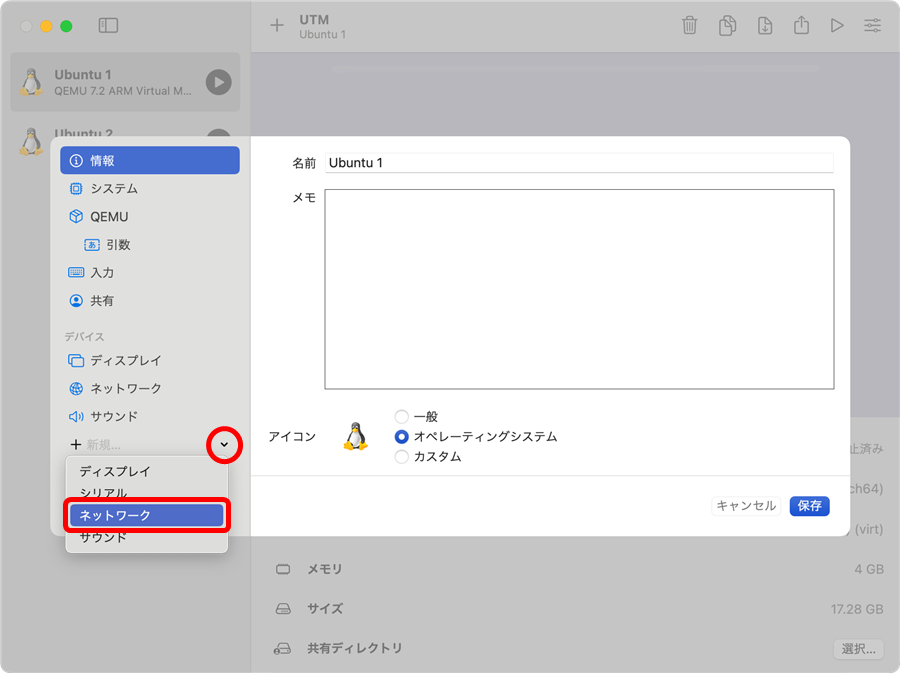 UTM
Ubuntu 1
Ubuntu 1
QEMU 7.2 ARM Virtual M...
Ubuntu 2
情報
システム
QEMU
引数
入力
共有
デバイス
ディスプレイ
ネットワーク
サウンド
新規...
ディスプレイ
シリアル
ネットワーク
サウンド
名前 Ubuntu 1
メモ
アイコン
一般
オペレーティングシステム
カスタム
キャンセル 保存
止済み
ch64)
(virt)
メモリ 4 GB
サイズ 17.28 GB
共有ディレクトリ 選択...